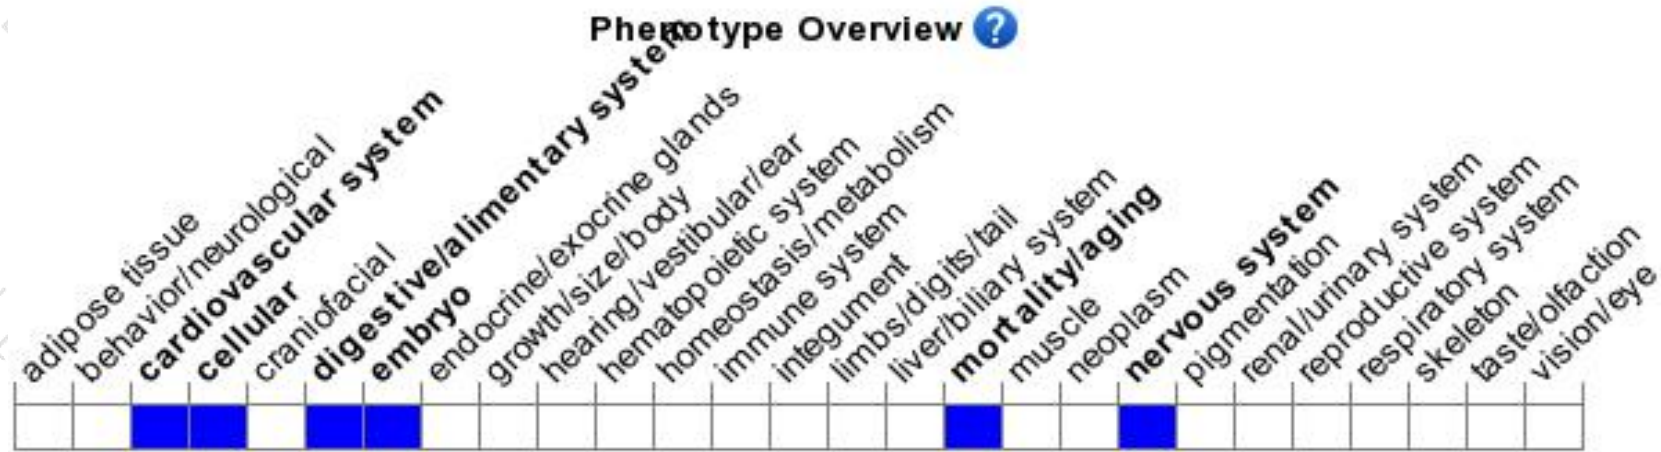 Phenotype Overview ?
adipose tissue
behavior/neurological
cardiovascular system
cellular
craniofacial
digestive/alimentary system
embryo
endocrine/exocrine glands
growth/size/body
hearing/vestibular/ear
hematopoietic system
homeostasis/metabolism
immune system
integument
limbs/digits/tail
liver/biliary system
mortality/aging
muscle
neoplasm
nervous system
pigmentation
renal/urinary system
reproductive system
respiratory system
skeleton
taste/olfaction
vision/eye